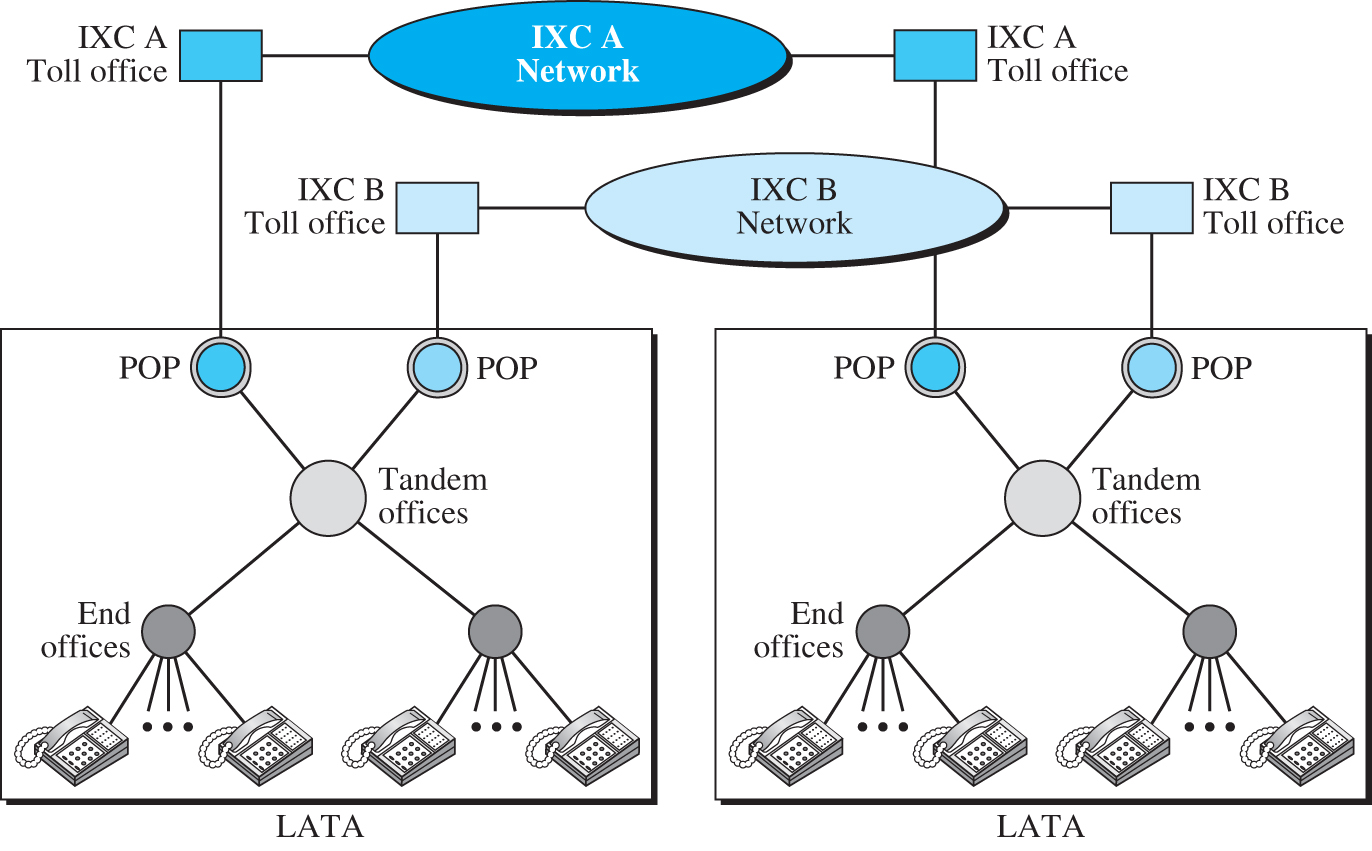 IXC A
Toll office
IXC A
Network
IXC A
Toll office
IXC B
Toll office
IXC B
Network
IXC B
Toll office
POP
POP
POP
POP
Tandem
offices
Tandem
offices
End
offices
End
offices
LATA
LATA